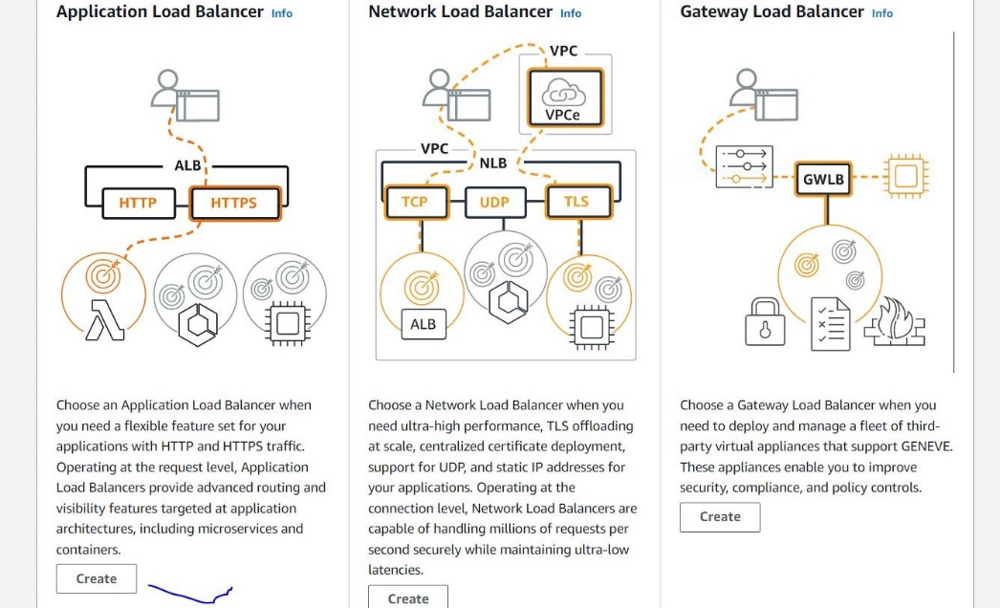 Application Load Balancer Info
ALB
HTTP
HTTPS
Choose an Application Load Balancer when
you need a flexible feature set for your
applications with HTTP and HTTPS traffic.
Operating at the request level, Application
Load Balancers provide advanced routing and
visibility features targeted at application
architectures, including microservices and
containers.
Create
Network Load Balancer Info
VPC
VPCe
VPC
NLB
TCP
UDP
TLS
ALB
Choose a Network Load Balancer when you
need ultra-high performance, TLS offloading
at scale, centralized certificate deployment,
support for UDP, and static IP addresses for
your applications. Operating at the
connection level, Network Load Balancers are
capable of handling millions of requests per
second securely while maintaining ultra-low
latencies.
Create
Gateway Load Balancer Info
GWLB
Choose a Gateway Load Balancer when you
need to deploy and manage a fleet of third-
party virtual appliances that support GENEVE.
These appliances enable you to improve
security, compliance, and policy controls.
Create